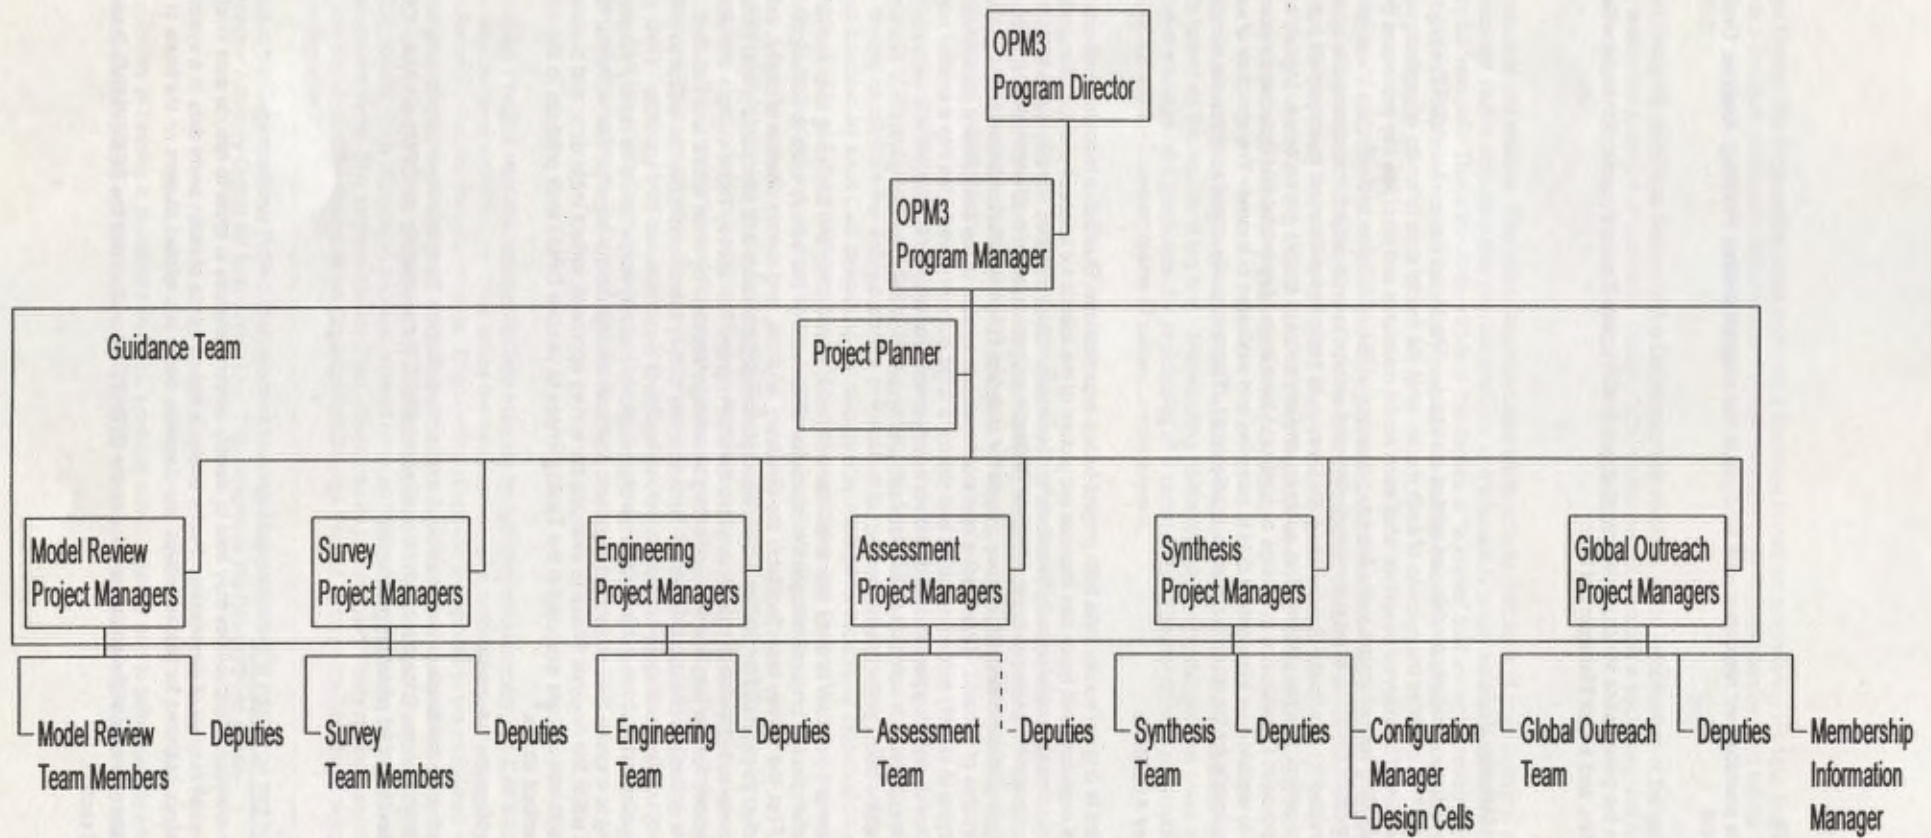 OPM3
Program Director
OPM3
Program Manager
Guidance Team
Project Planner
Model Review
Project Managers
Survey
Project Managers
Engineering
Project Managers
Assessment
Project Managers
Synthesis
Project Managers
Global Outreach
Project Managers
Model Review
Team Members
Deputies
Survey
Team Members
Deputies
Engineering
Team
Deputies
Assessment
Team
Deputies
Synthesis
Team
Deputies
Configuration
Manager
Design Cells
Global Outreach
Team
Deputies
Membership
Information
Manager